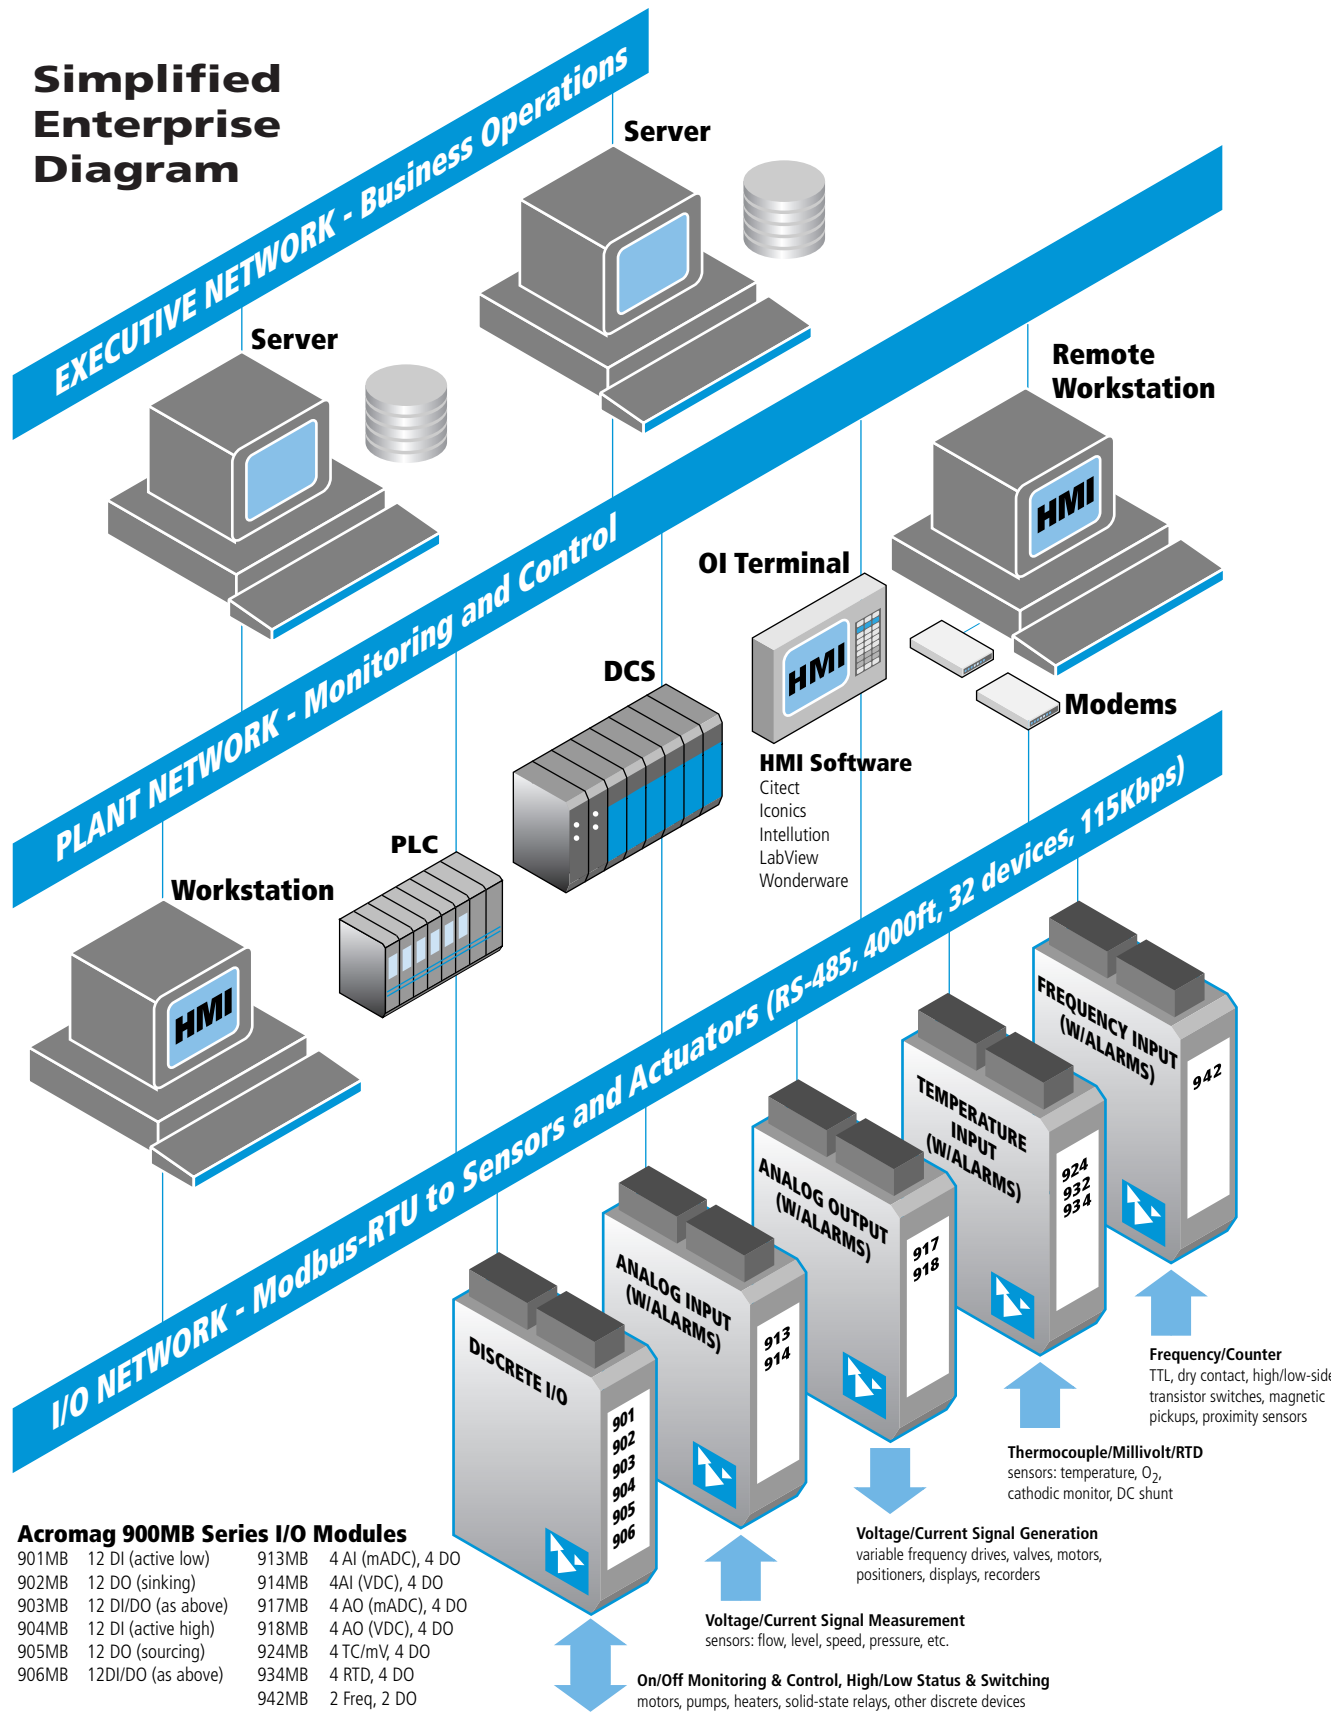 Simplified
Enterprise
Diagram
EXECUTIVE NETWORK - Business Operations
Server
Server
Remote
Workstation
HMI
PLANT NETWORK - Monitoring and Control
OI Terminal
HMI
DCS
Modems
HMI Software
Citect
Iconics
Intellution
LabView
Wonderware
PLC
Workstation
HMI
I/O NETWORK - Modbus-RTU to Sensors and Actuators (RS-485, 4000ft, 32 devices, 115Kbps)
FREQUENCY INPUT
(W/ALARMS)
942
TEMPERATURE
INPUT
(W/ALARMS)
924
932
934
ANALOG OUTPUT
(W/ALARMS)
917
918
ANALOG INPUT
(W/ALARMS)
913
914
DISCRETE I/O
901
902
903
904
905
906
Frequency/Counter
TTL, dry contact, high/low-side
transistor switches, magnetic
pickups, proximity sensors
Thermocouple/Millivolt/RTD
sensors: temperature, O2,
cathodic monitor, DC shunt
Voltage/Current Signal Generation
variable frequency drives, valves, motors,
positioners, displays, recorders
Voltage/Current Signal Measurement
sensors: flow, level, speed, pressure, etc.
On/Off Monitoring & Control, High/Low Status & Switching
motors, pumps, heaters, solid-state relays, other discrete devices
Acromag 900MB Series I/O Modules
901MB 12 DI (active low)
902MB 12 DO (sinking)
903MB 12 DI/DO (as above)
904MB 12 DI (active high)
905MB 12 DO (sourcing)
906MB 12DI/DO (as above)
913MB 4 AI (mADC), 4 DO
914MB 4AI (VDC), 4 DO
917MB 4 AO (mADC), 4 DO
918MB 4 AO (VDC), 4 DO
924MB 4 TC/mV, 4 DO
934MB 4 RTD, 4 DO
942MB 2 Freq, 2 DO